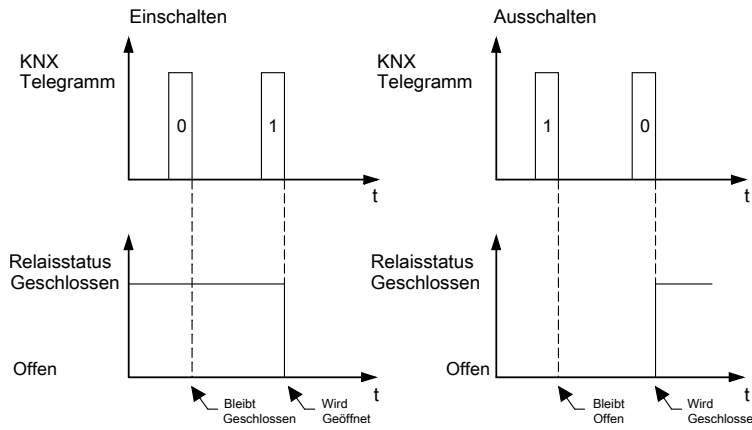 Einschalten
KNX
Telegramm
0
1
t
Relaisstatus
Geschlossen
Offen
t
Bleibt
Geschlossen
Wird
Geöffnet
Ausschalten
KNX
Telegramm
1
0
t
Relaisstatus
Geschlossen
Offen
t
Bleibt
Offen
Wird
Geschlosse